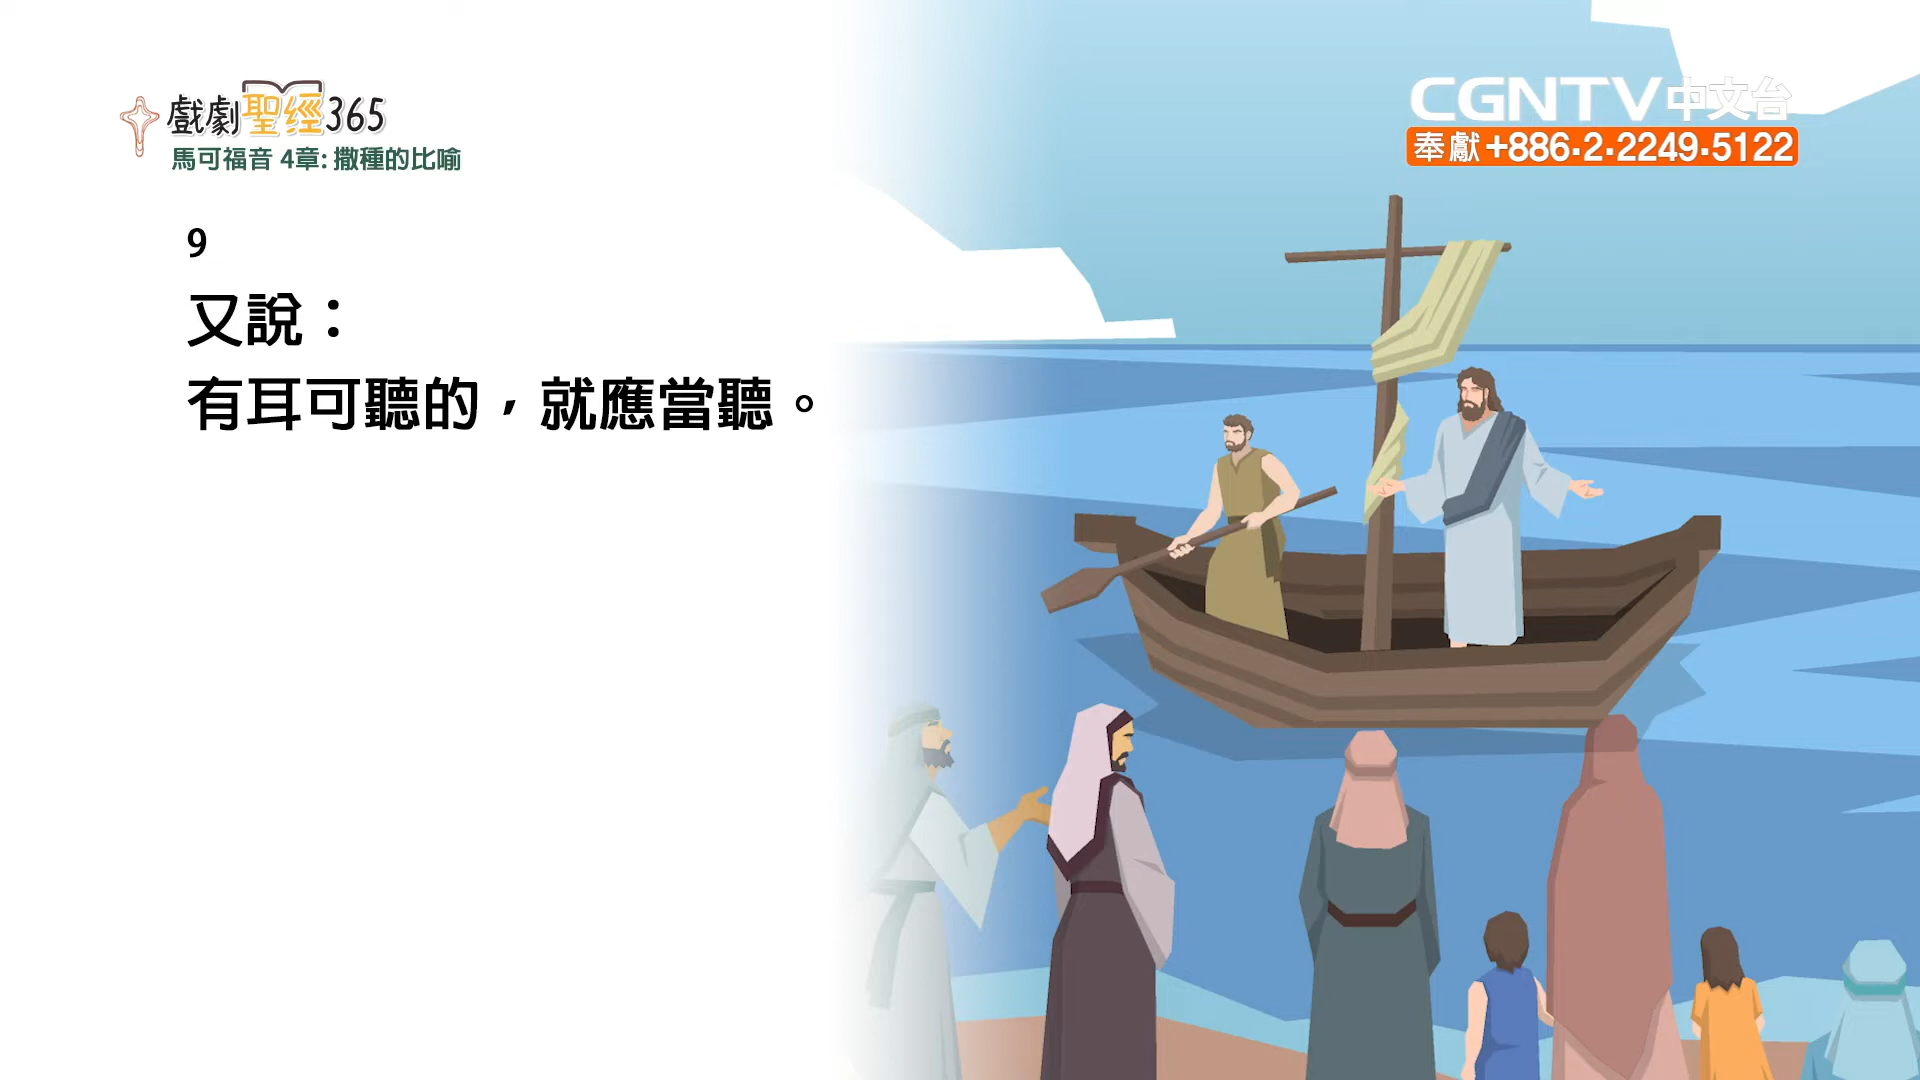 戲劇聖經365
馬可福音 4章: 撒種的比喻
CGNTV中文台
奉獻 +886·2·2249·5122
9
又說：
有耳可聽的，就應當聽。